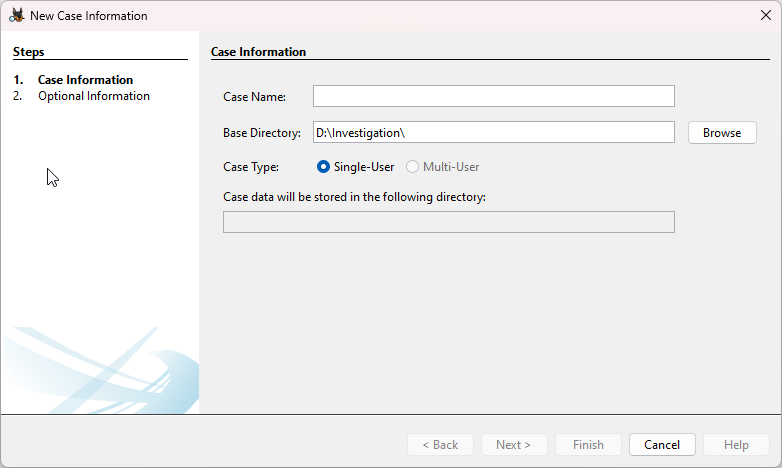 New Case Information
Steps
1. Case Information
2. Optional Information
Case Information
Case Name:
Base Directory: D:\Investigation\ Browse
Case Type: Single-User Multi-User
Case data will be stored in the following directory:
< Back Next > Finish Cancel Help